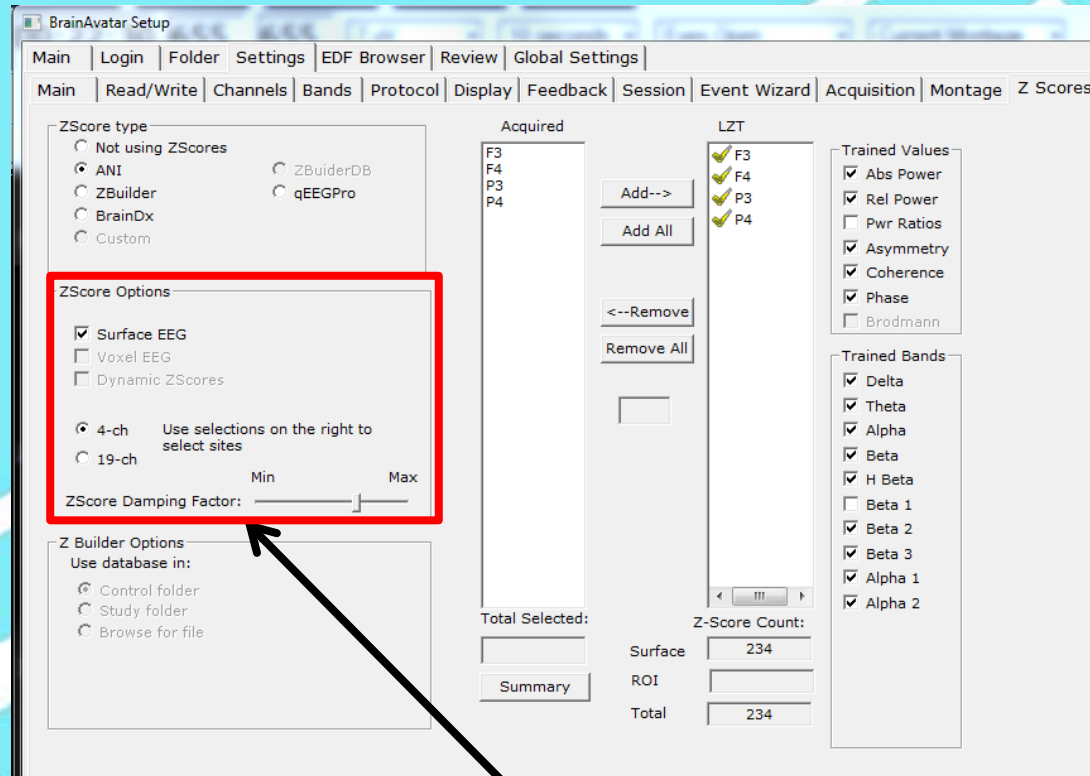 BrainAvatar Setup
Main Login Folder Settings EDF Browser Review Global Settings
Main Read/Write Channels Bands Protocol Display Feedback Session Event Wizard Acquisition Montage Z Scores
ZScore type
Not using ZScores
ANI
ZBuilder
BrainDx
Custom
ZBuiderDB
qEEGPro
ZScore Options
Surface EEG
Voxel EEG
Dynamic ZScores
4-ch
19-ch
Use selections on the right to
select sites
Min Max
ZScore Damping Factor:
Z Builder Options
Use database in:
Control folder
Study folder
Browse for file
Acquired
F3
F4
P3
P4
Total Selected:
Summary
Add-->
Add All
<--Remove
Remove All
LZT
F3
F4
P3
P4
Z-Score Count:
Surface 234
ROI
Total 234
Trained Values
Abs Power
Rel Power
Pwr Ratios
Asymmetry
Coherence
Phase
Brodmann
Trained Bands
Delta
Theta
Alpha
Beta
H Beta
Beta 1
Beta 2
Beta 3
Alpha 1
Alpha 2